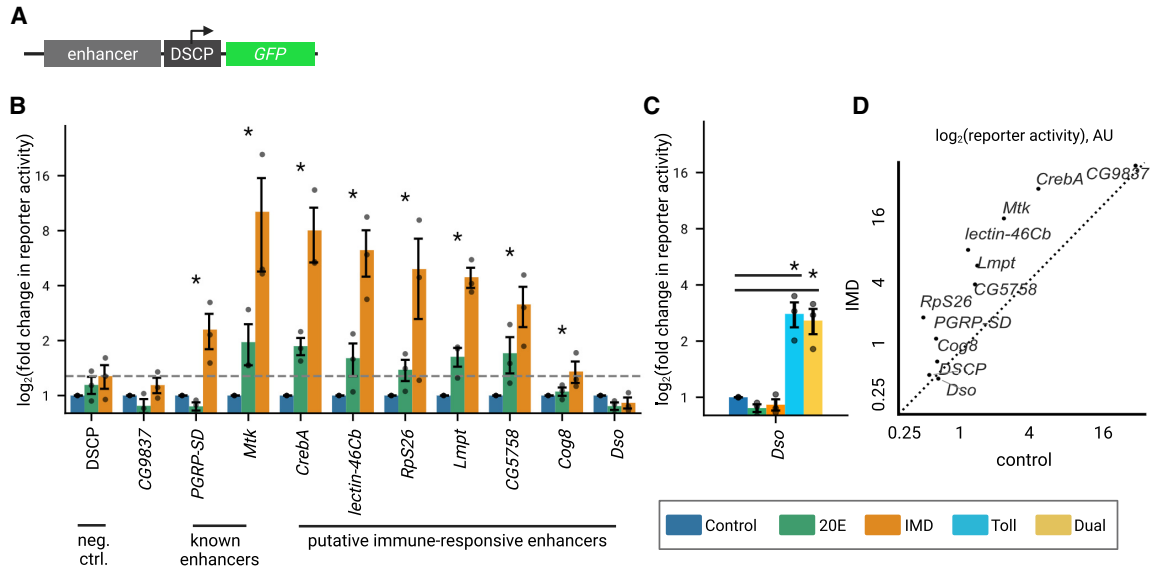 A
enhancer DSCP GFP
B
log₂(fold change in reporter activity)
16
8
4
2
1
* * * * * * * *
DSCP
CG9837
PGRP-SD
Mtk
CrebA
lectin-46Cb
RpS26
Lmpt
CG5758
Cog8
Dso
neg.
ctrl.
known
enhancers
putative immune-responsive enhancers
C
log₂(fold change in reporter activity)
16
8
4
2
1
* *
Dso
D
log₂(reporter activity), AU
IMD
16
4
1
0.25
CrebA CG9837
Mtk
lectin-46Cb
Lmpt
CG5758
RpS26
PGRP-SD
Cog8
DSCP
Dso
0.25 1 4 16
control
Control 20E IMD Toll Dual